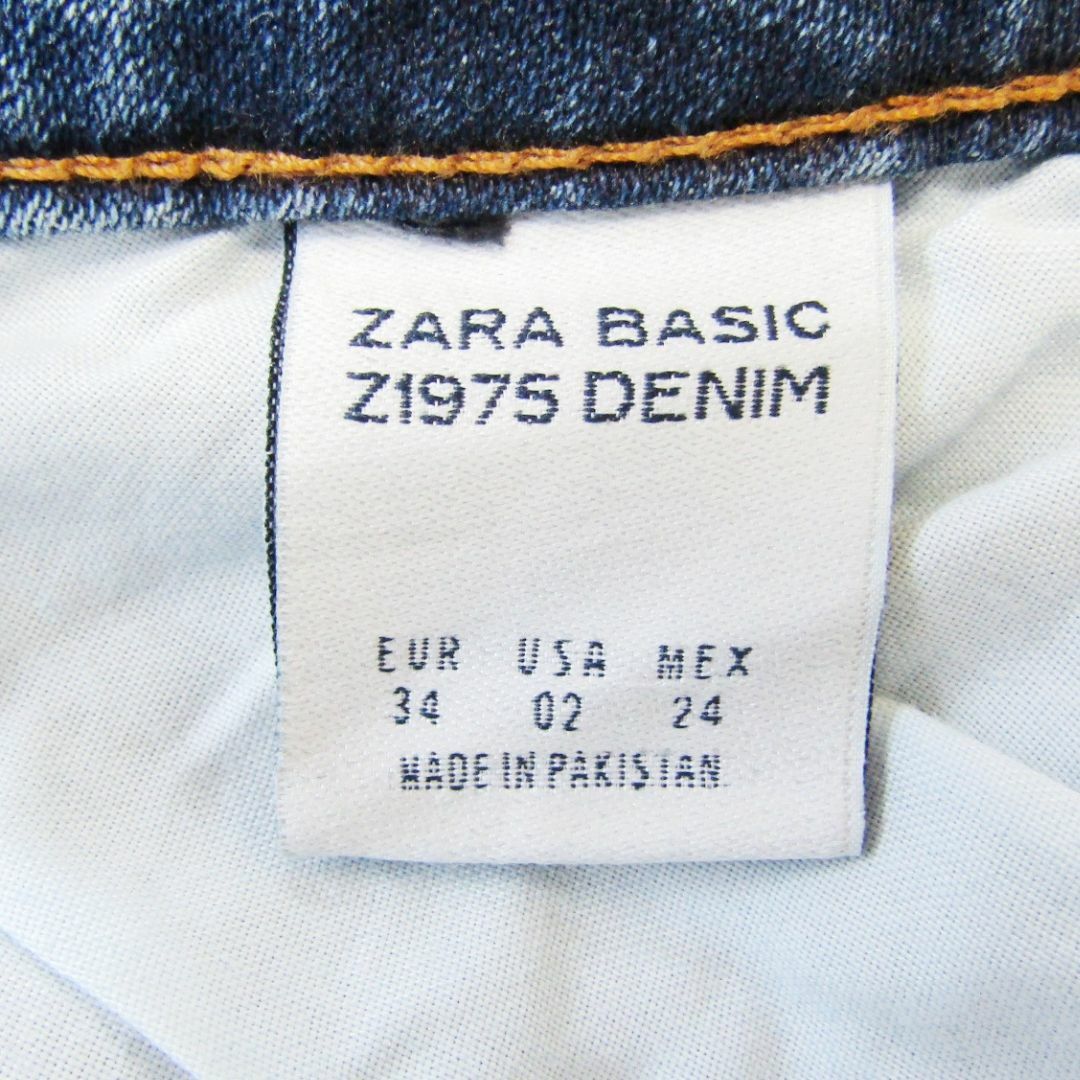 ZARA BASIC
Z1975 DENIM
EUR USA MEX
34 02 24
MADE IN PAKISTAN